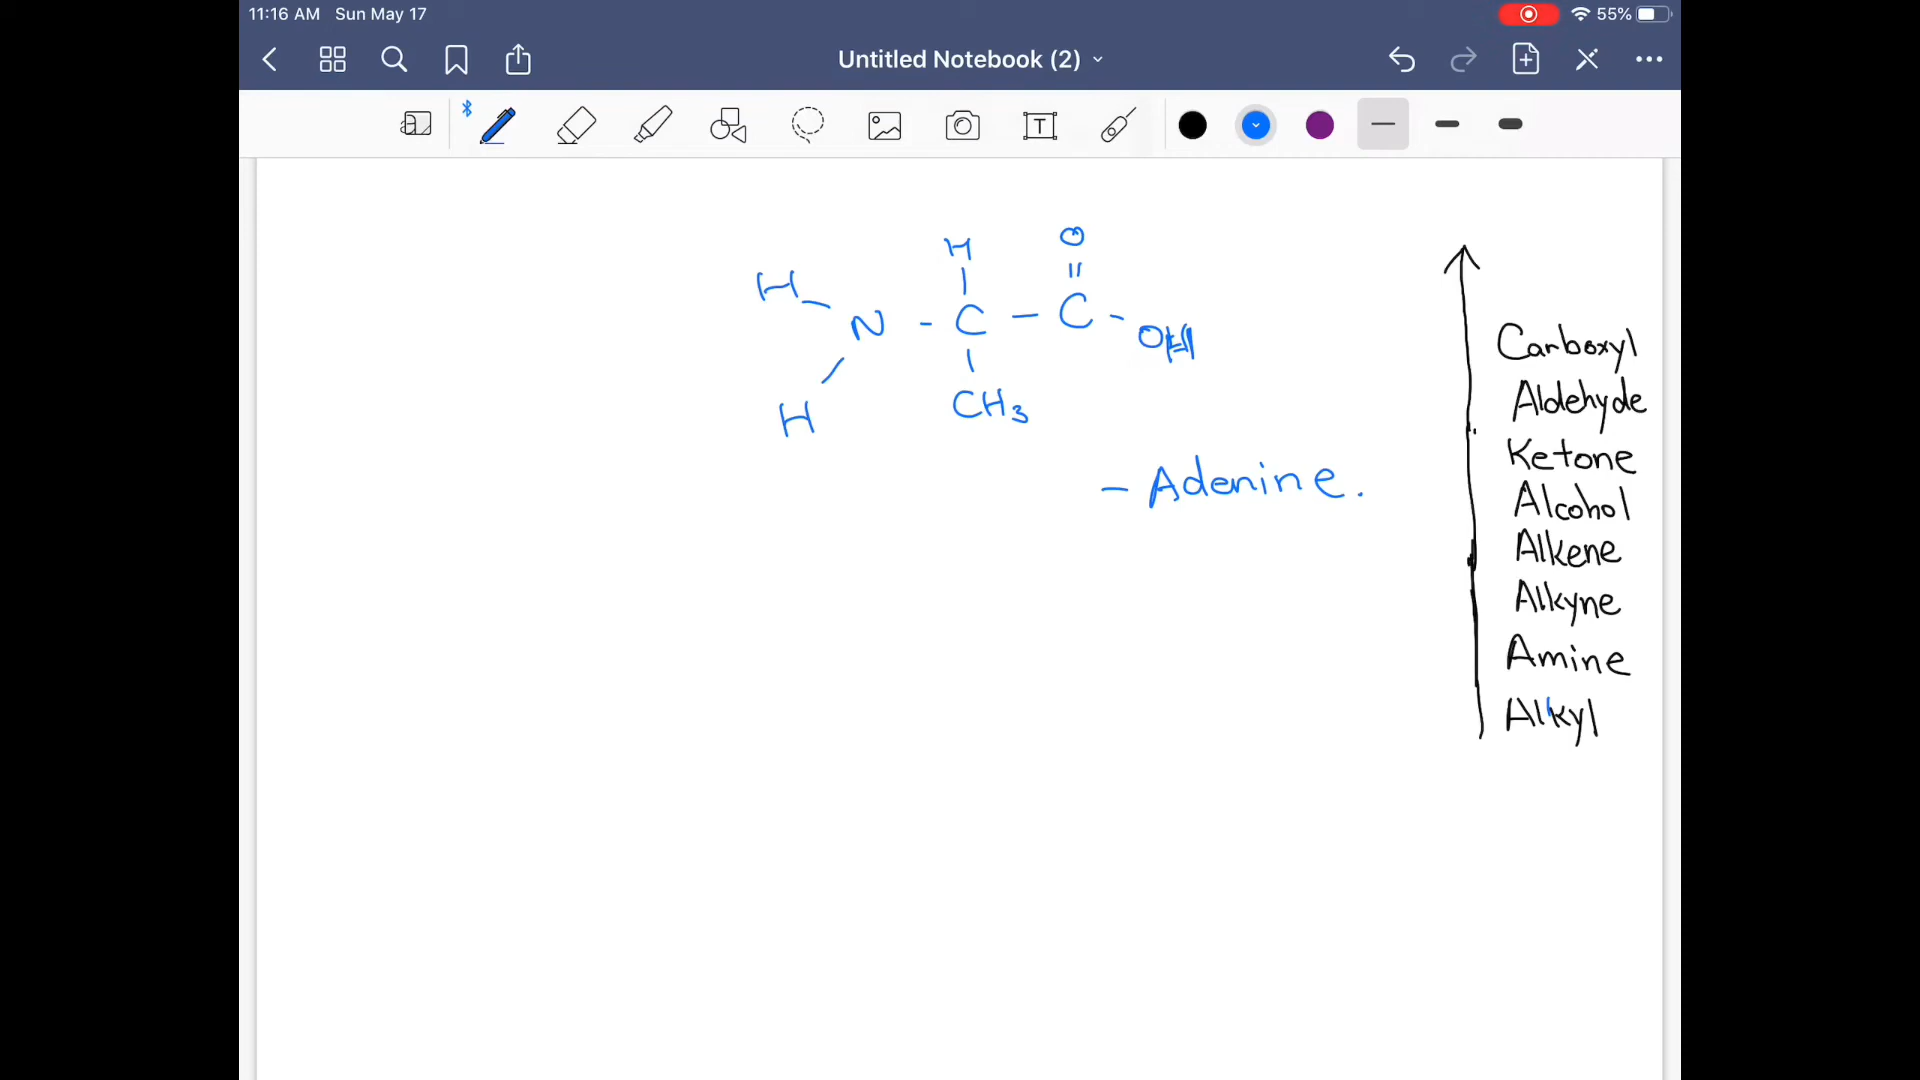 11:16 AM Sun May 17
55%
Untitled Notebook (2)
H O
H
N - C - C - OH
H CH3
- Adenine.
Carboxyl
Aldehyde
Ketone
Alcohol
Alkene
Alkyne
Amine
Alkyl